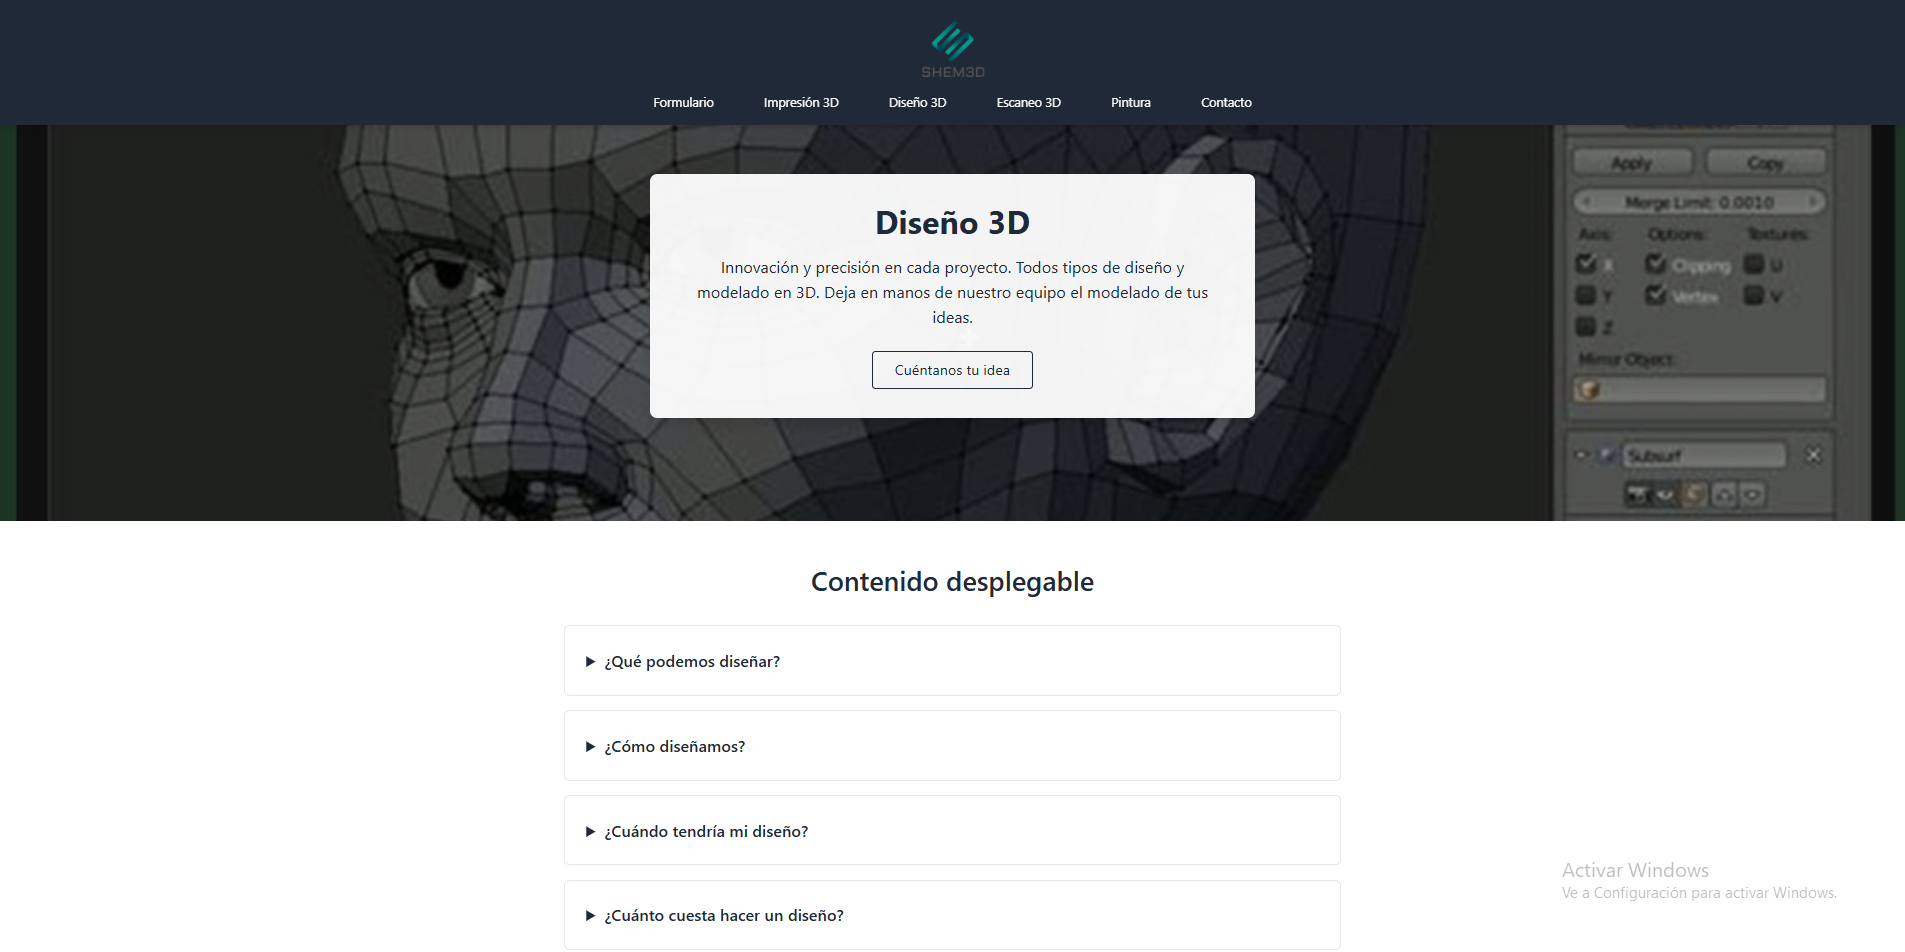 SHEM3D
Formulario Impresión 3D Diseño 3D Escaneo 3D Pintura Contacto
Apply Copy
Merge Limit: 0.0010
Axis: Options: Textures:
X Clipping U
Y Vertex V
Z
Mirror Object:
Subsurf
Diseño 3D
Innovación y precisión en cada proyecto. Todos tipos de diseño y
modelado en 3D. Deja en manos de nuestro equipo el modelado de tus
ideas.
Cuéntanos tu idea
Contenido desplegable
¿Qué podemos diseñar?
¿Cómo diseñamos?
¿Cuándo tendría mi diseño?
¿Cuánto cuesta hacer un diseño?
Activar Windows
Ve a Configuración para activar Windows.